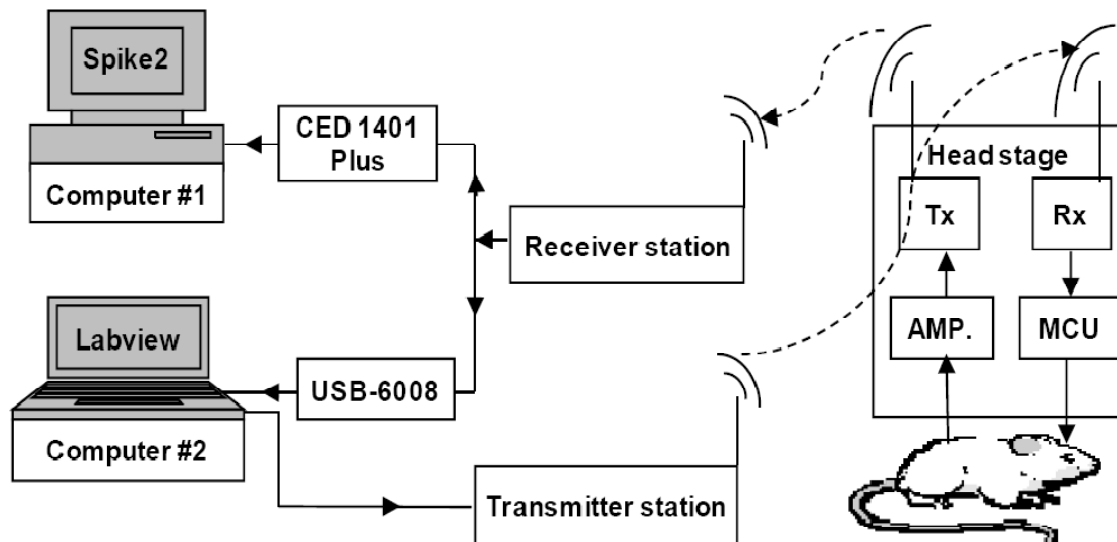 Spike2
CED 1401
Plus
Computer #1
Head stage
Tx
Rx
Receiver station
AMP.
MCU
Labview
USB-6008
Computer #2
Transmitter station